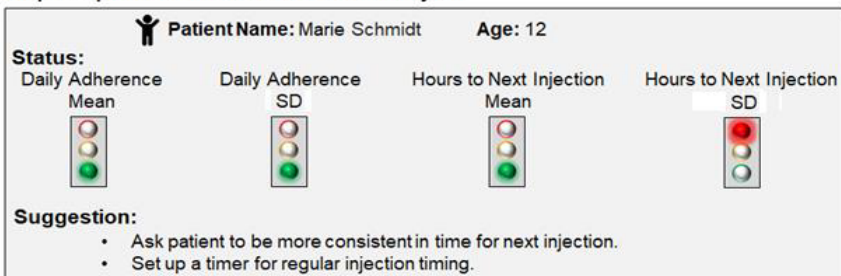 Patient Name: Marie Schmidt Age: 12
Status:
Daily Adherence Daily Adherence Hours to Next Injection Hours to Next Injection
Mean SD Mean SD
Suggestion:
• Ask patient to be more consistent in time for next injection.
• Set up a timer for regular injection timing.